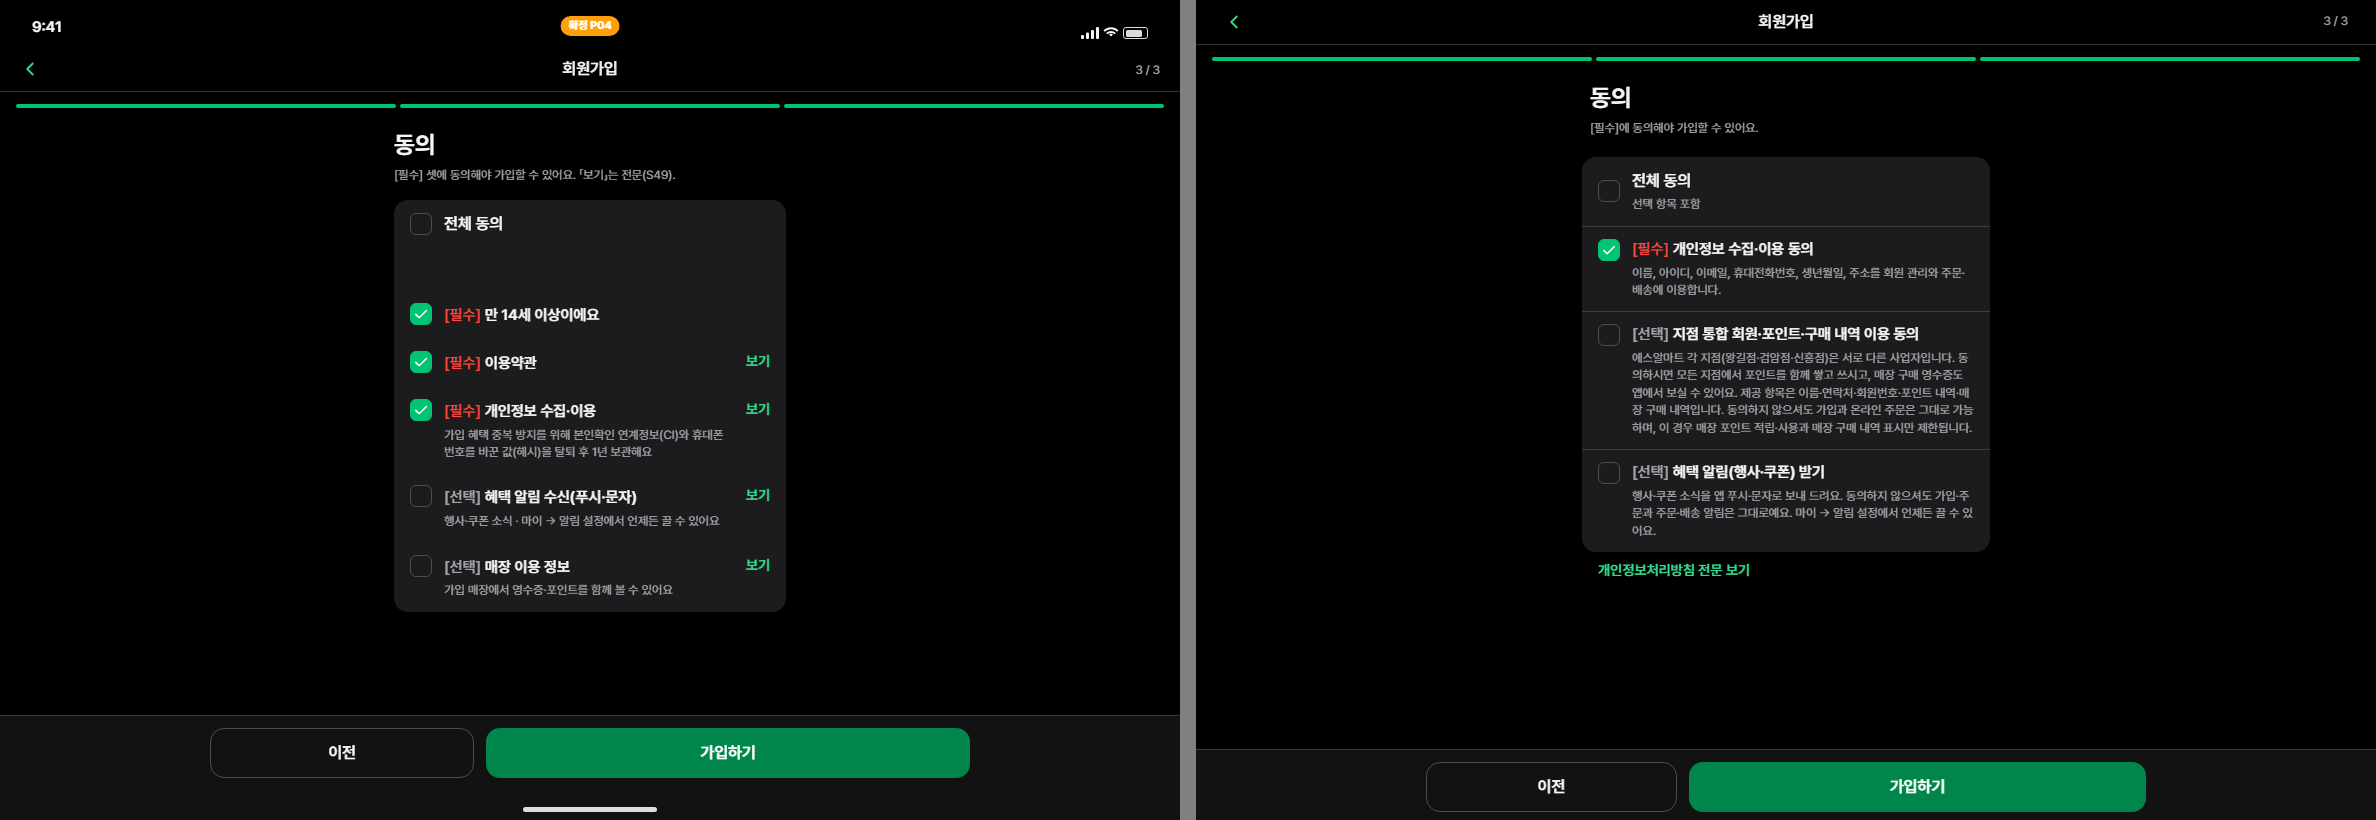 9:41
확정 P04
회원가입
3 / 3
동의
[필수] 셋에 동의해야 가입할 수 있어요. 「보기」는 전문(S49).
전체 동의
[필수] 만 14세 이상이에요
[필수] 이용약관
보기
[필수] 개인정보 수집·이용
보기
가입 혜택 중복 방지를 위해 본인확인 연계정보(CI)와 휴대폰
번호를 바꾼 값(해시)을 탈퇴 후 1년 보관해요
[선택] 혜택 알림 수신(푸시·문자)
보기
행사·쿠폰 소식 · 마이 → 알림 설정에서 언제든 끌 수 있어요
[선택] 매장 이용 정보
보기
가입 매장에서 영수증·포인트를 함께 볼 수 있어요
이전
가입하기
회원가입
3 / 3
동의
[필수]에 동의해야 가입할 수 있어요.
전체 동의
선택 항목 포함
[필수] 개인정보 수집·이용 동의
이름, 아이디, 이메일, 휴대전화번호, 생년월일, 주소를 회원 관리와 주문·
배송에 이용합니다.
[선택] 지점 통합 회원·포인트·구매 내역 이용 동의
에스알마트 각 지점(왕길점·검암점·신흥점)은 서로 다른 사업자입니다. 동
의하시면 모든 지점에서 포인트를 함께 쌓고 쓰시고, 매장 구매 영수증도
앱에서 보실 수 있어요. 제공 항목은 이름·연락처·회원번호·포인트 내역·매
장 구매 내역입니다. 동의하지 않으셔도 가입과 온라인 주문은 그대로 가능
하며, 이 경우 매장 포인트 적립·사용과 매장 구매 내역 표시만 제한됩니다.
[선택] 혜택 알림(행사·쿠폰) 받기
행사·쿠폰 소식을 앱 푸시·문자로 보내 드려요. 동의하지 않으셔도 가입·주
문과 주문·배송 알림은 그대로예요. 마이 → 알림 설정에서 언제든 끌 수 있
어요.
개인정보처리방침 전문 보기
이전
가입하기